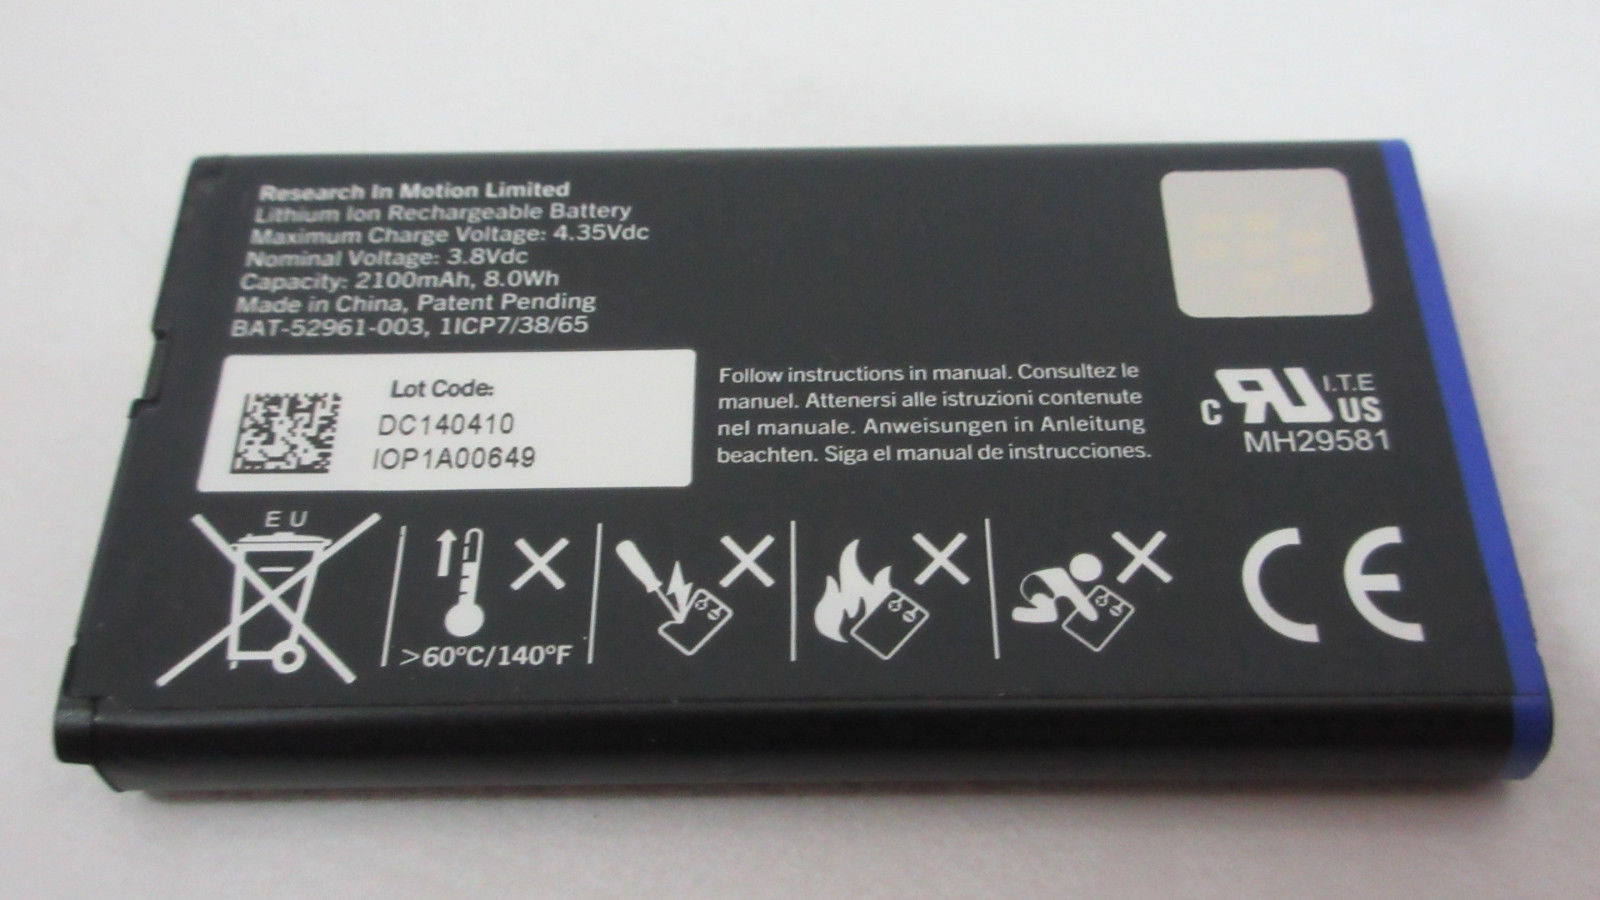 Research In Motion Limited
Lithium Ion Rechargeable Battery
Maximum Charge Voltage: 4.35Vdc
Nominal Voltage: 3.8Vdc
Capacity: 2100mAh, 8.0Wh
Made in China, Patent Pending
BAT-52961-003, 1ICP7/38/65
Lot Code:
DC140410
IOP1A00649
Follow instructions in manual. Consultez le
manuel. Attenersi alle istruzioni contenute
nel manuale. Anweisungen in Anleitung
beachten. Siga el manual de instrucciones.
I.T.E
C RU US
MH29581
EU
>60°C/140°F
CE